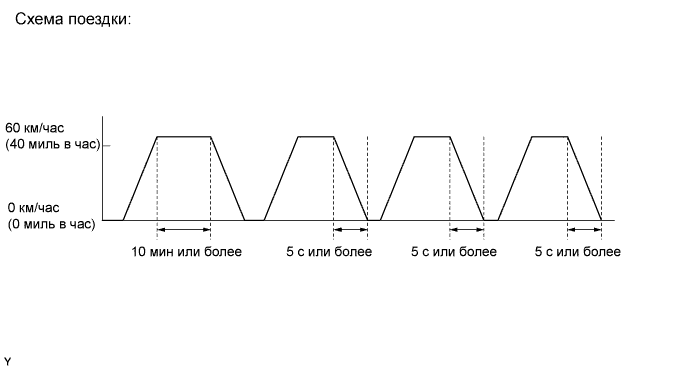 Схема поездки:
60 км/час
(40 миль в час)
0 км/час
(0 миль в час)
10 мин или более
5 с или более
5 с или более
5 с или более
Y